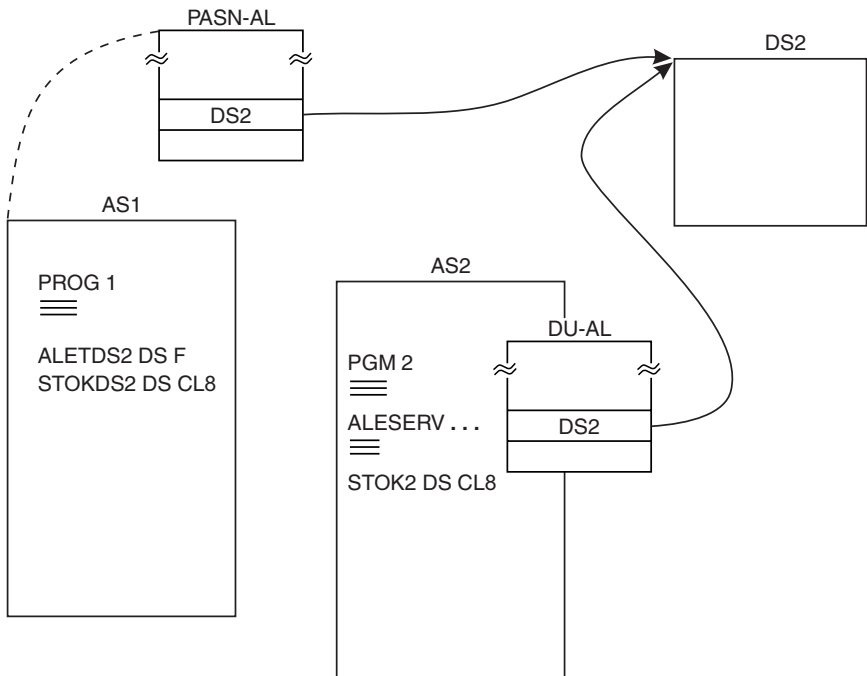 PASN-AL
DS2
DS2
AS1
PROG 1
ALETDS2 DS F
STOKDS2 DS CL8
AS2
DU-AL
PGM 2
ALESERV . . .
DS2
STOK2 DS CL8